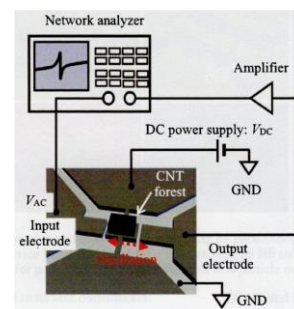 Network analyzer
Amplifier
DC power supply: VDC
CNT
forest
GND
VAC
Input
electrode
Oscillation
Output
electrode
GND